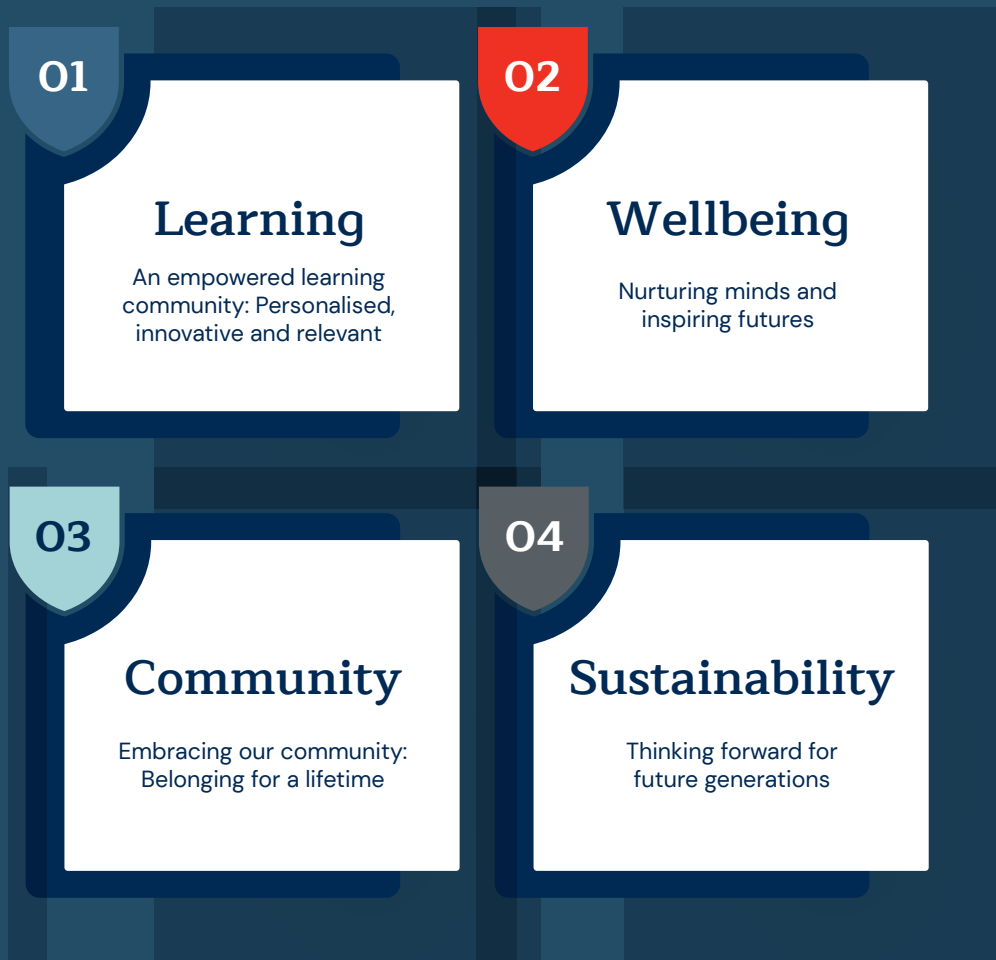 01
Learning
An empowered learning
community: Personalised,
innovative and relevant
02
Wellbeing
Nurturing minds and
inspiring futures
03
Community
Embracing our community:
Belonging for a lifetime
04
Sustainability
Thinking forward for
future generations